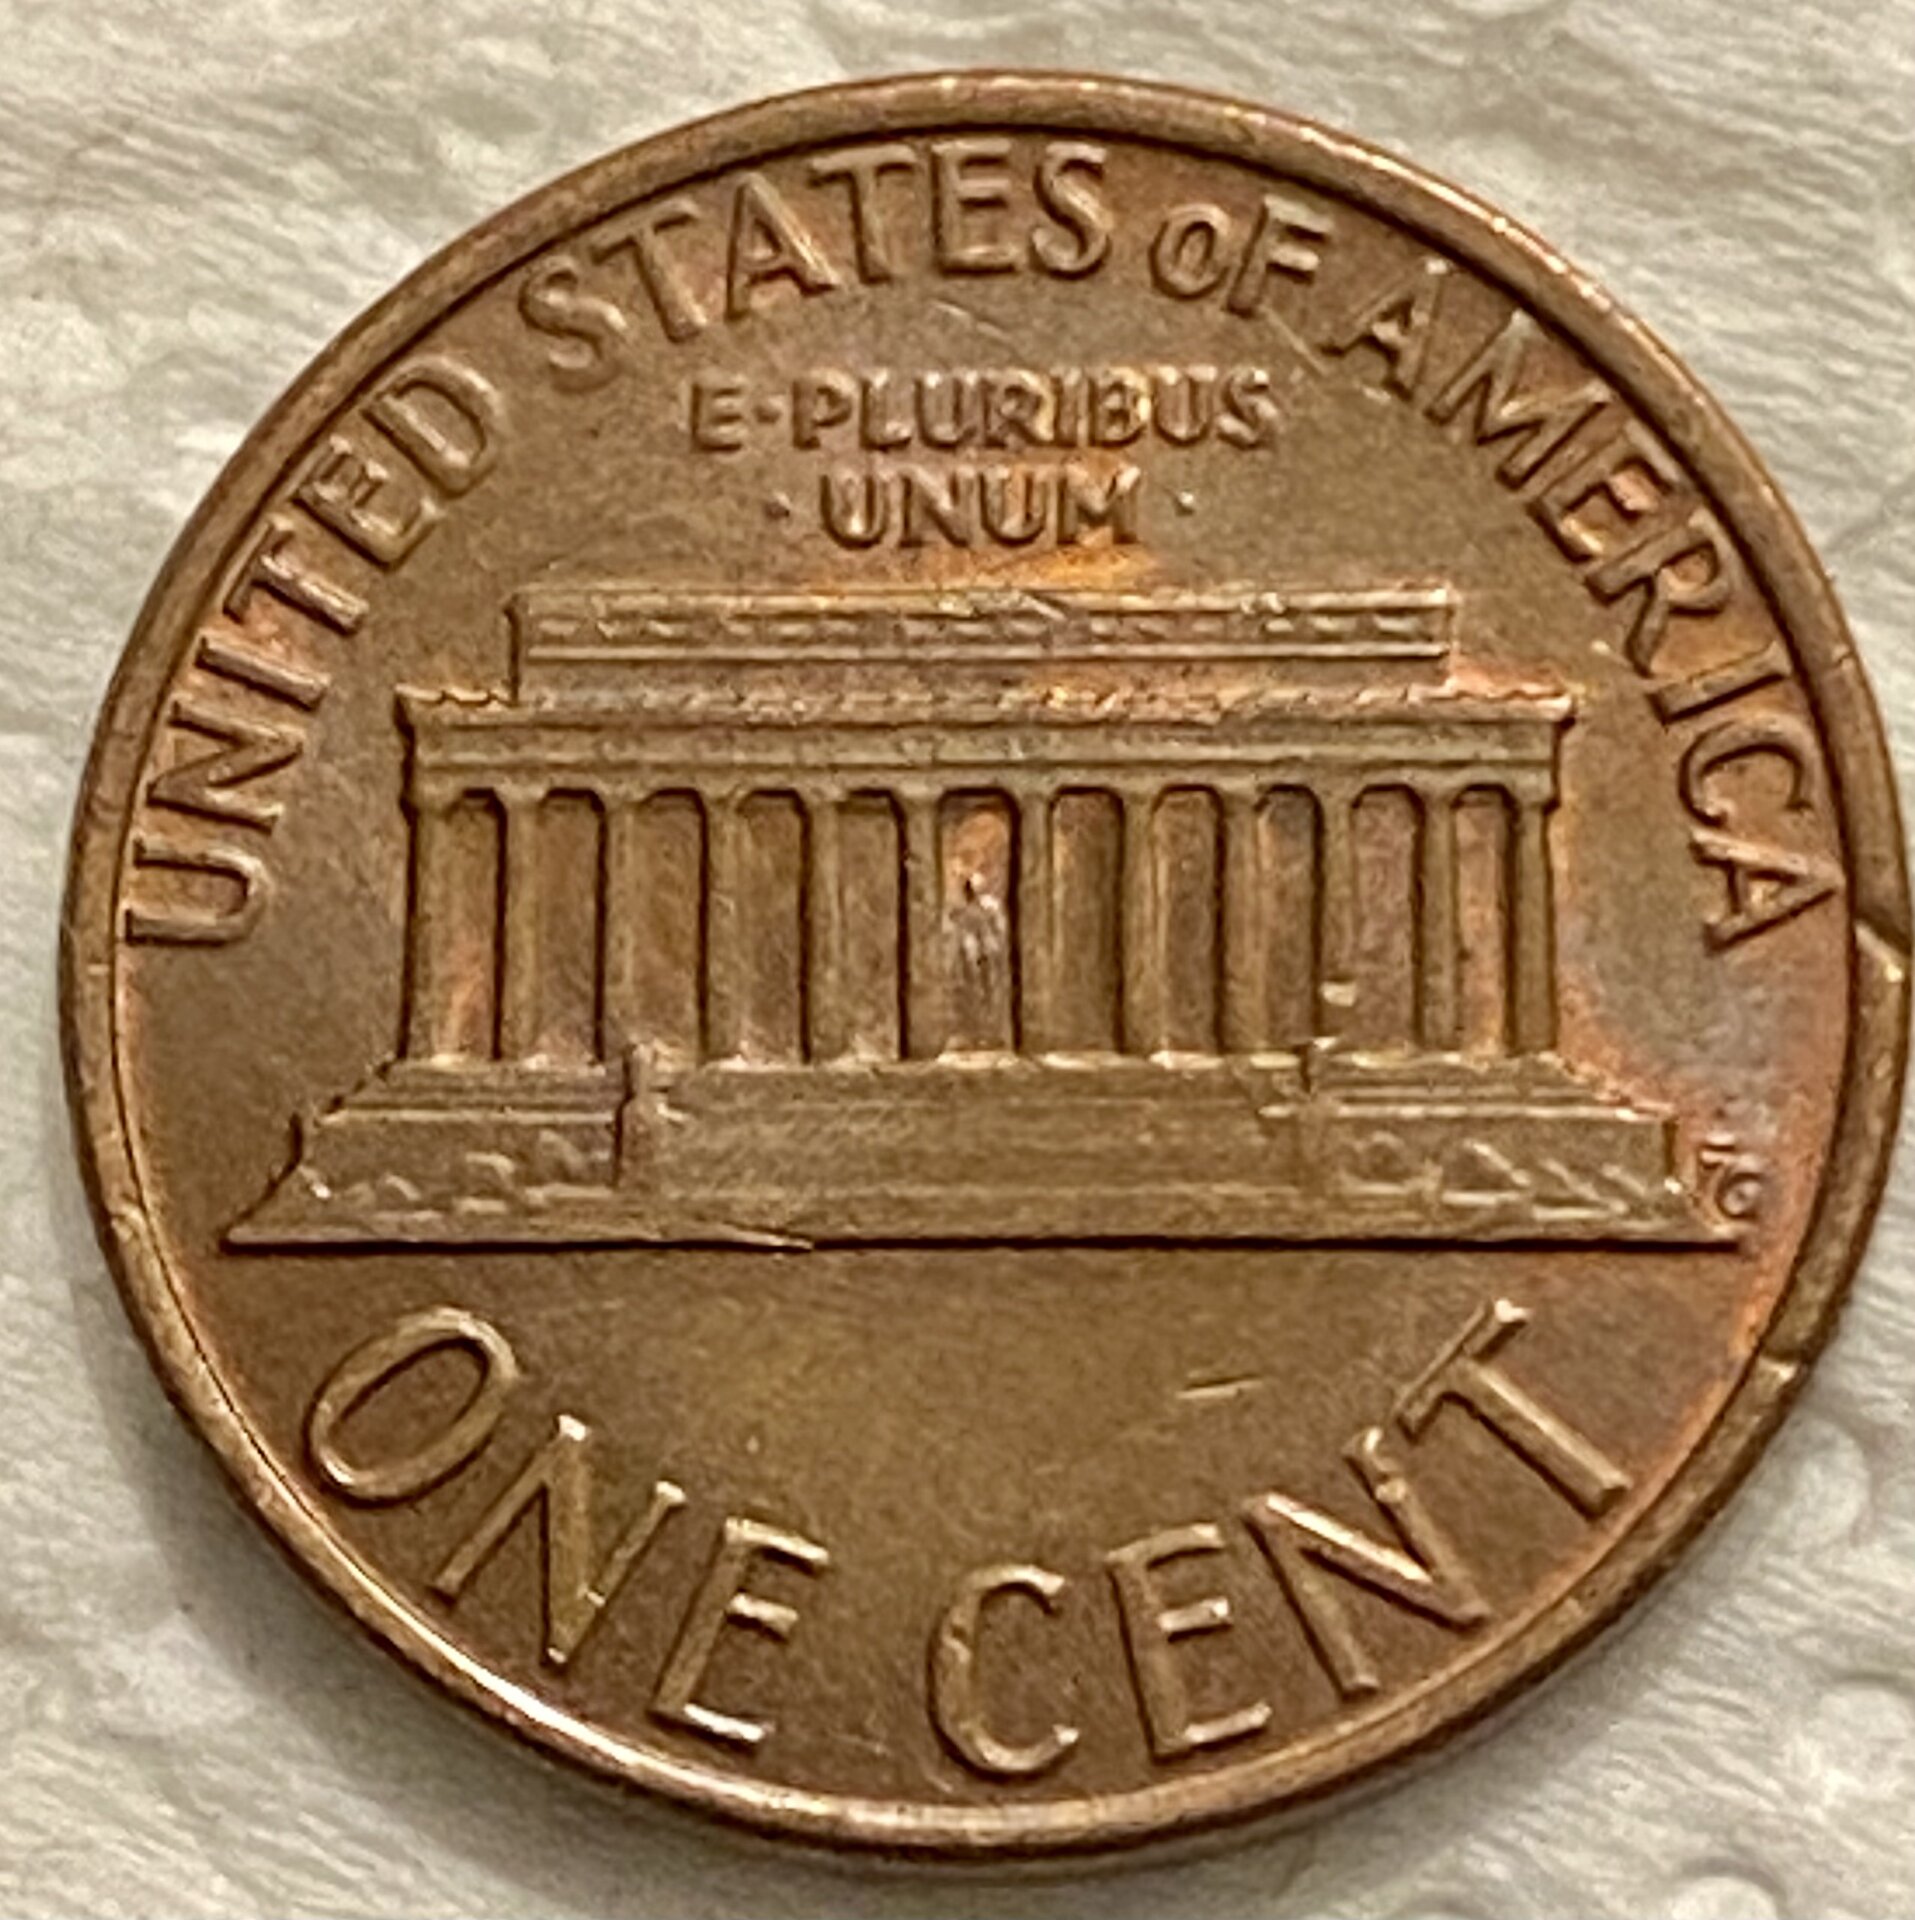 UNITED STATES OF AMERICA
E·PLURIBUS
·UNUM·
ONE CENT